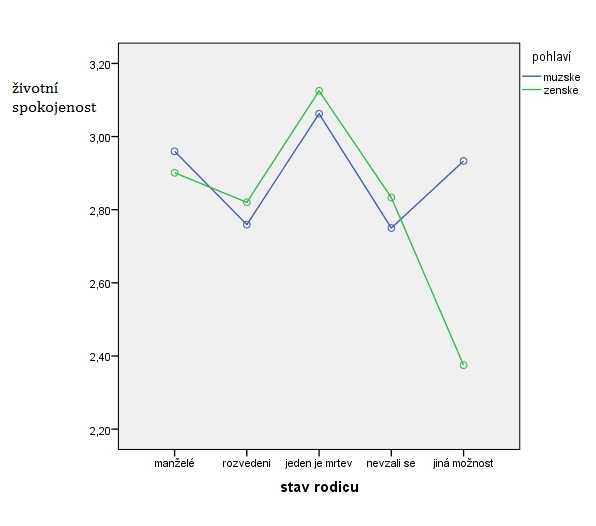 životní
spokojenost
3,20
3,00
2,80
2,60
2,40
2,20
manželé
rozvedeni
jeden je mrtev
nevzali se
jiná možnost
stav rodicu
pohlaví
muzske
zenske